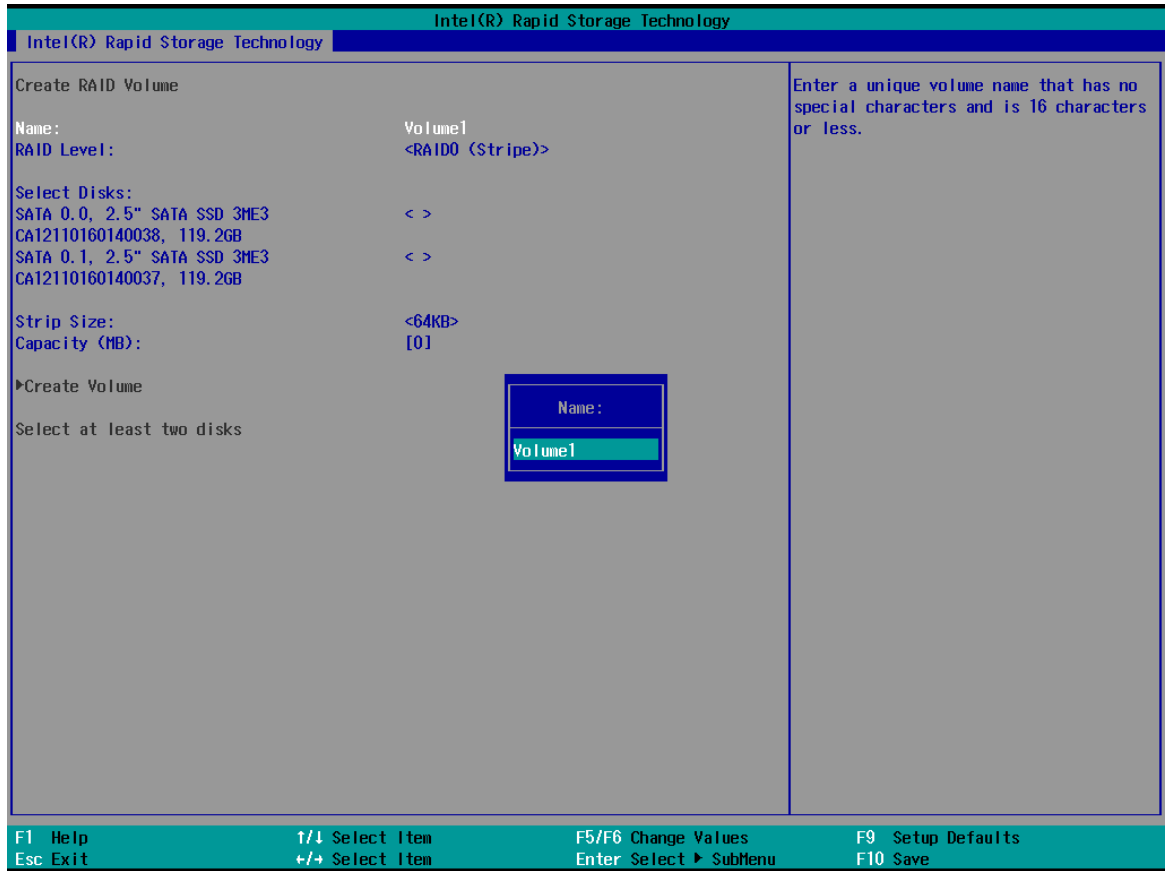 Intel(R) Rapid Storage Technology
Intel(R) Rapid Storage Technology
Create RAID Volume
Name: Volume1
RAID Level: <RAID0 (Stripe)>
Select Disks:
SATA 0.0, 2.5" SATA SSD 3ME3 < >
CA12110160140038, 119.2GB
SATA 0.1, 2.5" SATA SSD 3ME3 < >
CA12110160140037, 119.2GB
Strip Size: <64KB>
Capacity (MB): [0]
▶Create Volume
Select at least two disks
Name:
Volume1
Enter a unique volume name that has no
special characters and is 16 characters
or less.
F1 Help ↑/↓ Select Item F5/F6 Change Values F9 Setup Defaults
Esc Exit ←/→ Select Item Enter Select ▶ SubMenu F10 Save